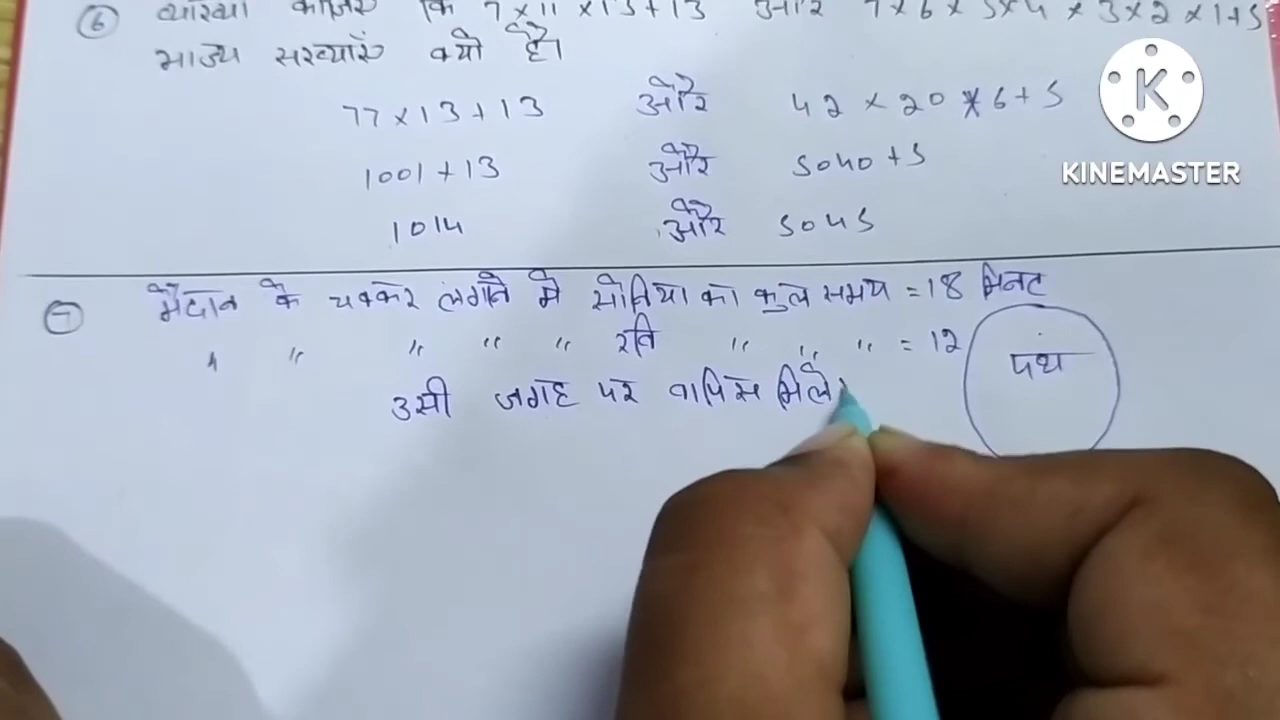 ⑥ व्याख्या कीजिए कि 7 × 11 × 13 + 13 और 7 × 6 × 5 × 4 × 3 × 2 × 1 + 5
भाज्य संख्याएं क्यों हैं।
77 × 13 + 13 और 42 × 20 × 6 + 5
1001 + 13 और 5040 + 5
1014 और 5045
⑦ मैदान के चक्कर लगाने में सोनिया का कुल समय = 18 मिनट
" " " " " रवि " " " = 12
उसी जगह पर वापिस मिले
पथ
K
KINEMASTER